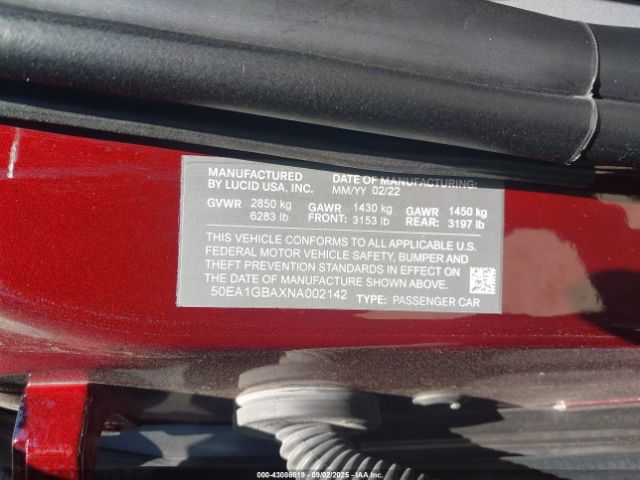 MANUFACTURED BY LUCID USA, INC.
DATE OF MANUFACTURING: MM/YY 02/22
GVWR 2850 kg 6283 lb
GAWR FRONT: 1430 kg 3153 lb
GAWR REAR: 1450 kg 3197 lb
THIS VEHICLE CONFORMS TO ALL APPLICABLE U.S.
FEDERAL MOTOR VEHICLE SAFETY, BUMPER AND
THEFT PREVENTION STANDARDS IN EFFECT ON
THE DATE OF MANUFACTURE SHOWN ABOVE.
50EA1GBAXNA002142 TYPE: PASSENGER CAR
000-43086619 - 09/02/2025 - WWW.IAAI.COM